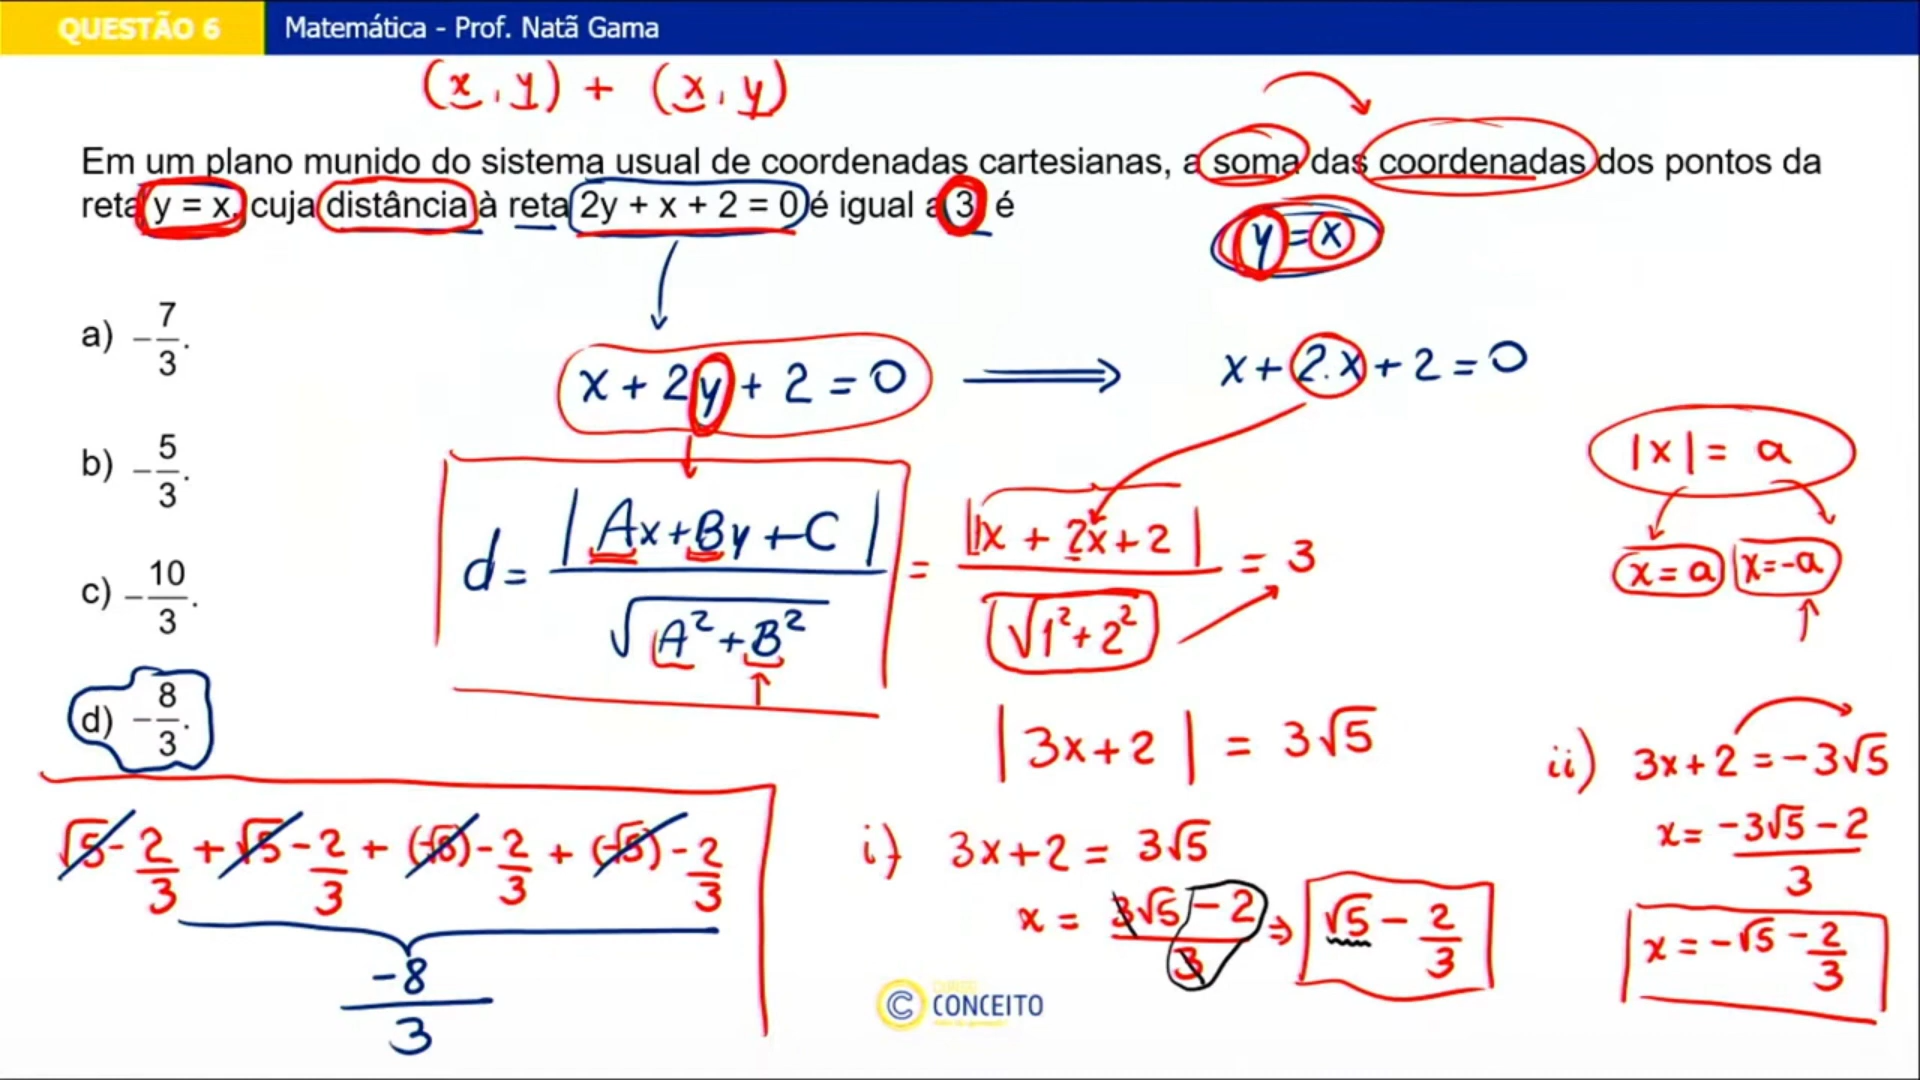 QUESTÃO 6
Matemática - Prof. Natã Gama
(x, y) + (x, y)
Em um plano munido do sistema usual de coordenadas cartesianas, a soma das coordenadas dos pontos da
reta y = x, cuja distância à reta 2y + x + 2 = 0 é igual a 3, é
y = x
a) -7/3.
b) -5/3.
c) -10/3.
d) -8/3.
x + 2y + 2 = 0 ⟹ x + 2.x + 2 = 0
d = |Ax+By+C| / √A²+B² = |1x + 2x+2| / √1²+2² = 3
|x| = a
x = a x = -a
|3x+2| = 3√5
i) 3x+2 = 3√5
x = 3√5 - 2 / 3 ⇒ √5 - 2/3
ii) 3x+2 = -3√5
x = -3√5 - 2 / 3
x = -√5 - 2/3
√5 - 2/3 + √5 - 2/3 + (-√5) - 2/3 + (-√5) - 2/3
-8/3
CONCEITO